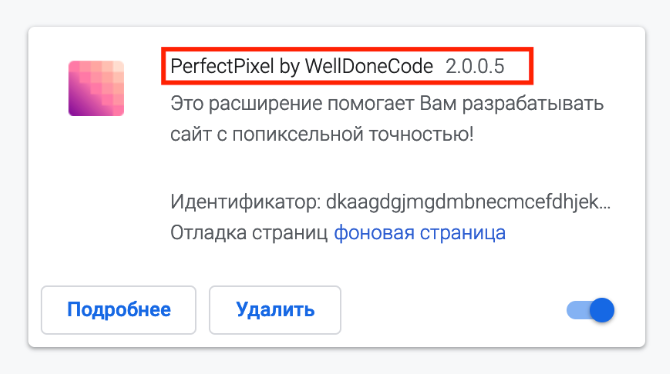 PerfectPixel by WellDoneCode 2.0.0.5
Это расширение помогает Вам разрабатывать
сайт с попиксельной точностью!
Идентификатор: dkaagdgjmgdmbnecmcefdhjek...
Отладка страниц фоновая страница
Подробнее Удалить